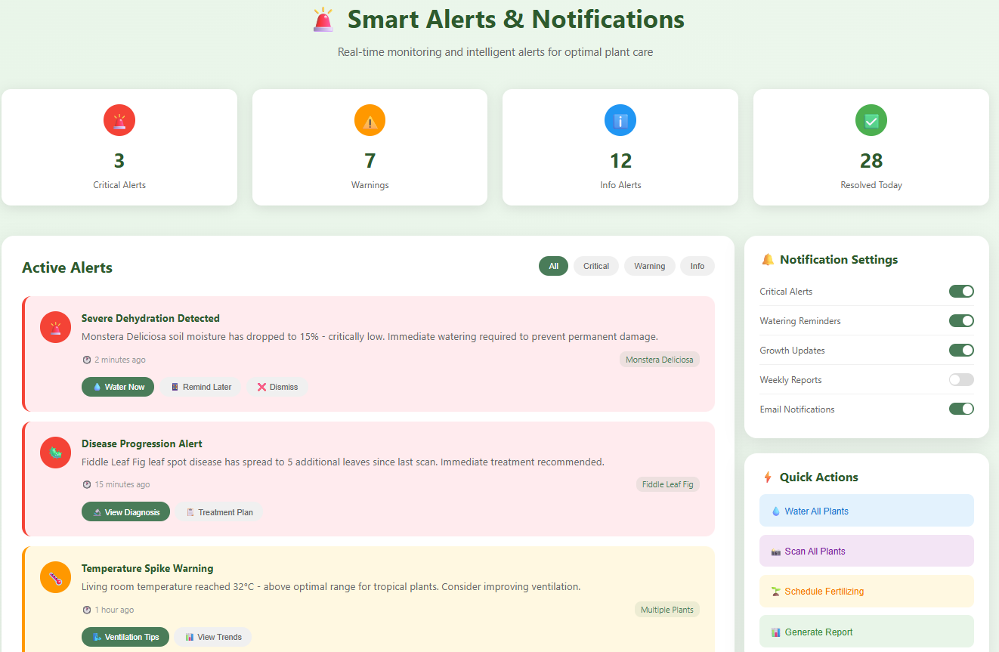 Smart Alerts & Notifications
Real-time monitoring and intelligent alerts for optimal plant care
3
Critical Alerts
7
Warnings
12
Info Alerts
28
Resolved Today
Active Alerts
All
Critical
Warning
Info
Severe Dehydration Detected
Monstera Deliciosa soil moisture has dropped to 15% - critically low. Immediate watering required to prevent permanent damage.
2 minutes ago
Monstera Deliciosa
Water Now
Remind Later
Dismiss
Disease Progression Alert
Fiddle Leaf Fig leaf spot disease has spread to 5 additional leaves since last scan. Immediate treatment recommended.
15 minutes ago
Fiddle Leaf Fig
View Diagnosis
Treatment Plan
Temperature Spike Warning
Living room temperature reached 32°C - above optimal range for tropical plants. Consider improving ventilation.
1 hour ago
Multiple Plants
Ventilation Tips
View Trends
Notification Settings
Critical Alerts
Watering Reminders
Growth Updates
Weekly Reports
Email Notifications
Quick Actions
Water All Plants
Scan All Plants
Schedule Fertilizing
Generate Report